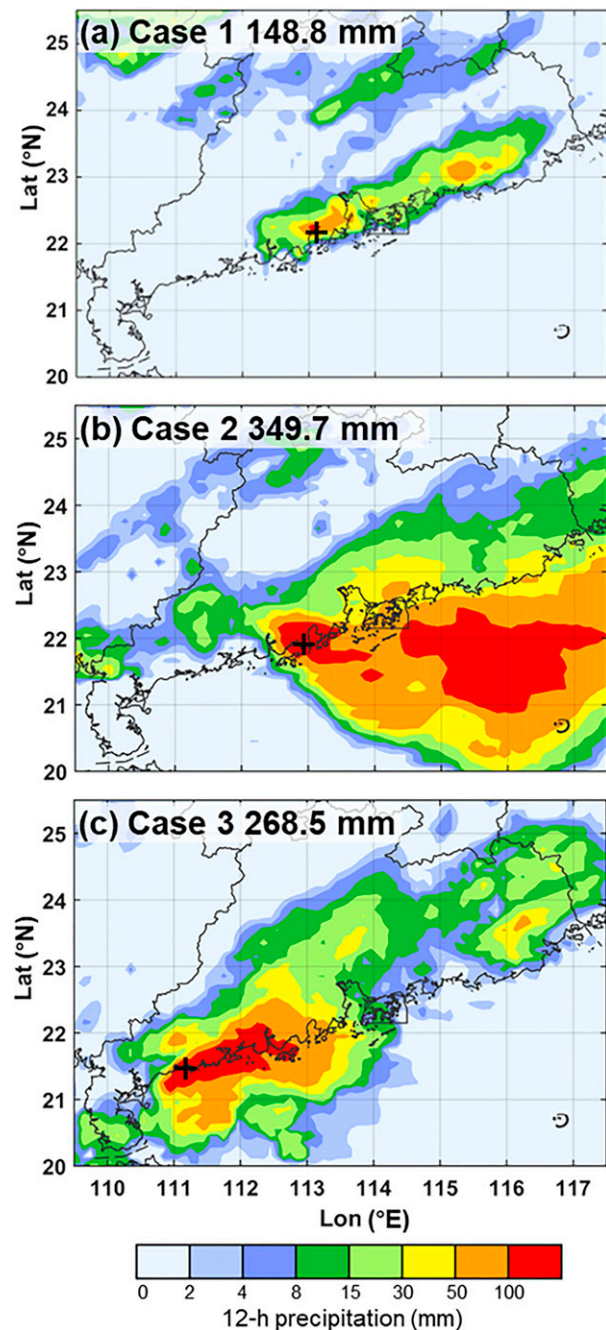 (a) Case 1 148.8 mm
25
24
23
22
21
20
Lat (°N)
(b) Case 2 349.7 mm
25
24
23
22
21
20
Lat (°N)
(c) Case 3 268.5 mm
25
24
23
22
21
20
Lat (°N)
110 111 112 113 114 115 116 117
Lon (°E)
0 2 4 8 15 30 50 100
12-h precipitation (mm)